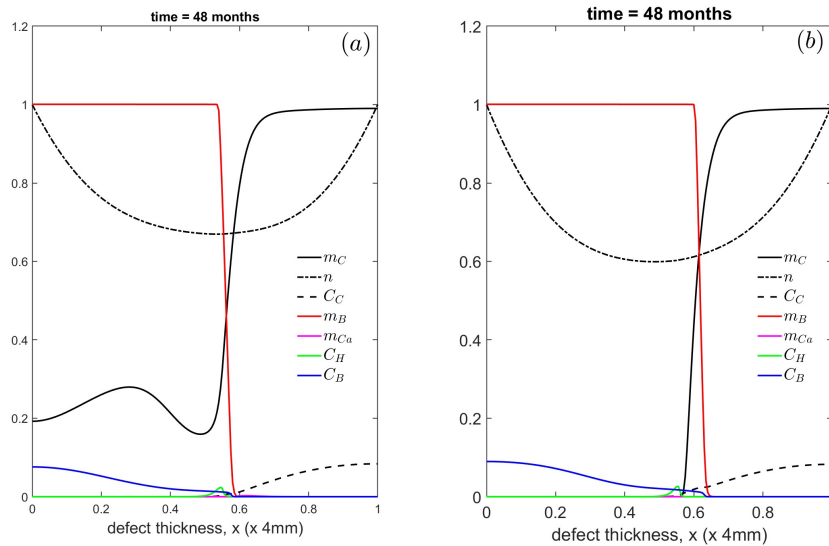 time = 48 months
(a)
1.2
1
0.8
0.6
0.4
0.2
0
m_C
n
C_C
m_B
m_{Ca}
C_H
C_B
0 0.2 0.4 0.6 0.8 1
defect thickness, x (x 4mm)
time = 48 months
(b)
1.2
1
0.8
0.6
0.4
0.2
0
m_C
n
C_C
m_B
m_{Ca}
C_H
C_B
0 0.2 0.4 0.6 0.8
defect thickness, x (x 4mm)